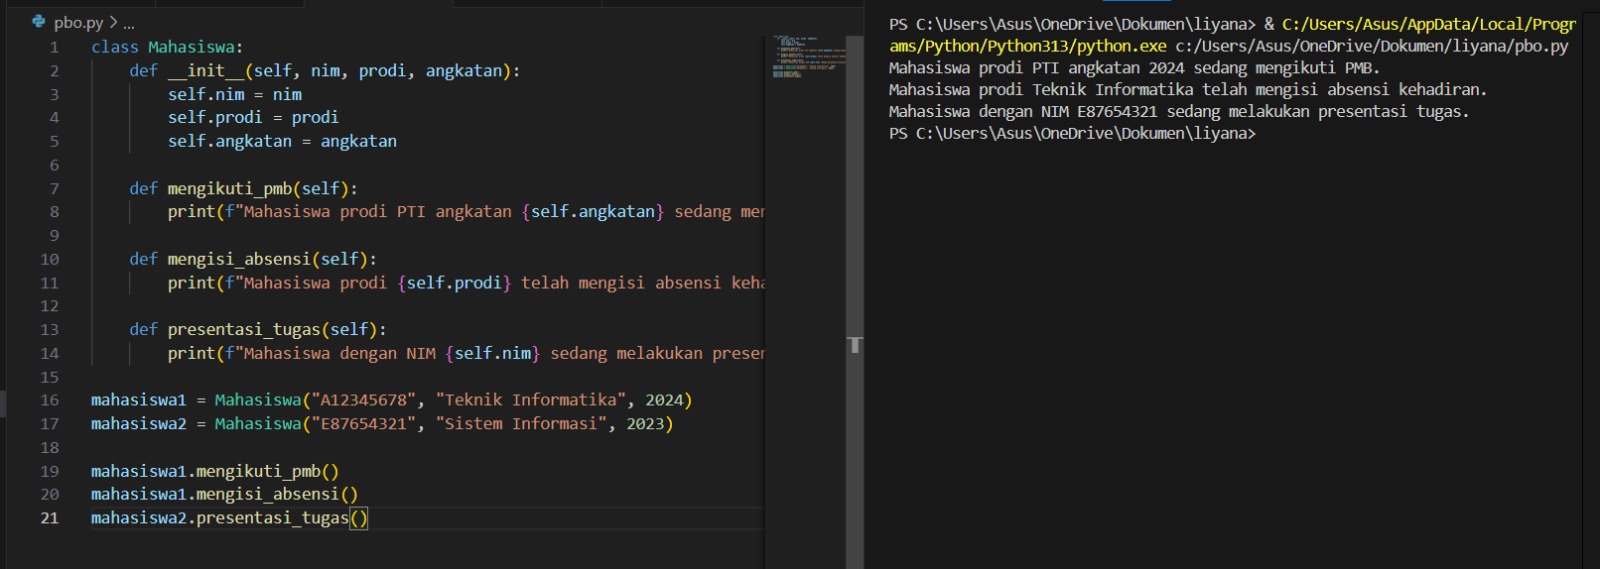 pbo.py > ...
1 class Mahasiswa:
2     def __init__(self, nim, prodi, angkatan):
3         self.nim = nim
4         self.prodi = prodi
5         self.angkatan = angkatan
6
7     def mengikuti_pmb(self):
8         print(f"Mahasiswa prodi PTI angkatan {self.angkatan} sedang mer
9
10     def mengisi_absensi(self):
11         print(f"Mahasiswa prodi {self.prodi} telah mengisi absensi keha
12
13     def presentasi_tugas(self):
14         print(f"Mahasiswa dengan NIM {self.nim} sedang melakukan preser
15
16 mahasiswa1 = Mahasiswa("A12345678", "Teknik Informatika", 2024)
17 mahasiswa2 = Mahasiswa("E87654321", "Sistem Informasi", 2023)
18
19 mahasiswa1.mengikuti_pmb()
20 mahasiswa1.mengisi_absensi()
21 mahasiswa2.presentasi_tugas()
PS C:\Users\Asus\OneDrive\Dokumen\liyana> & C:/Users/Asus/AppData/Local/Progr
ams/Python/Python313/python.exe c:/Users/Asus/OneDrive/Dokumen/liyana/pbo.py
Mahasiswa prodi PTI angkatan 2024 sedang mengikuti PMB.
Mahasiswa prodi Teknik Informatika telah mengisi absensi kehadiran.
Mahasiswa dengan NIM E87654321 sedang melakukan presentasi tugas.
PS C:\Users\Asus\OneDrive\Dokumen\liyana>